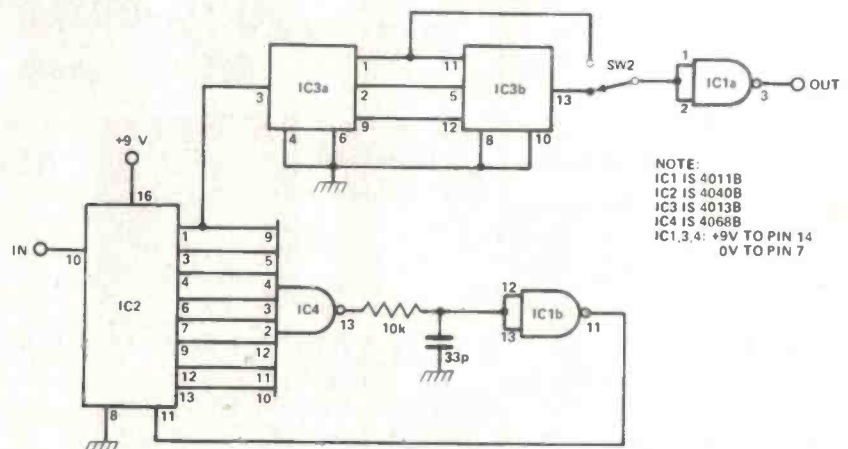 1
11
3
IC3a
2
5
IC3b
13
SW2
1
IC1a
3
OUT
9
12
2
4
6
8
10
+9 V
16
NOTE:
IC1 IS 4011B
IC2 IS 4040B
IC3 IS 4013B
IC4 IS 4068B
IC1,3,4: +9V TO PIN 14
0V TO PIN 7
IN
10
IC2
1
9
3
5
4
4
6
3
IC4
13
10k
12
IC1b
11
7
2
9
12
33p
13
12
11
13
10
8
11